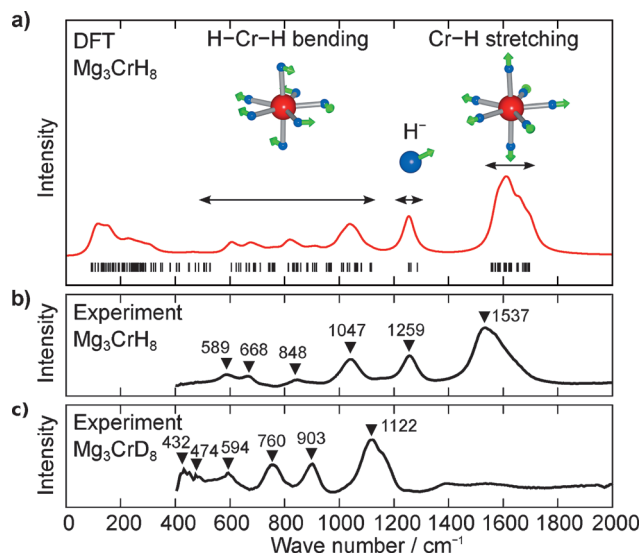 a)
DFT
Mg₃CrH₈
H−Cr−H bending
Cr−H stretching
H⁻
Intensity
b)
Experiment
Mg₃CrH₈
589
668
848
1047
1259
1537
Intensity
c)
Experiment
Mg₃CrD₈
432
474
594
760
903
1122
Intensity
0 200 400 600 800 1000 1200 1400 1600 1800 2000
Wave number / cm⁻¹